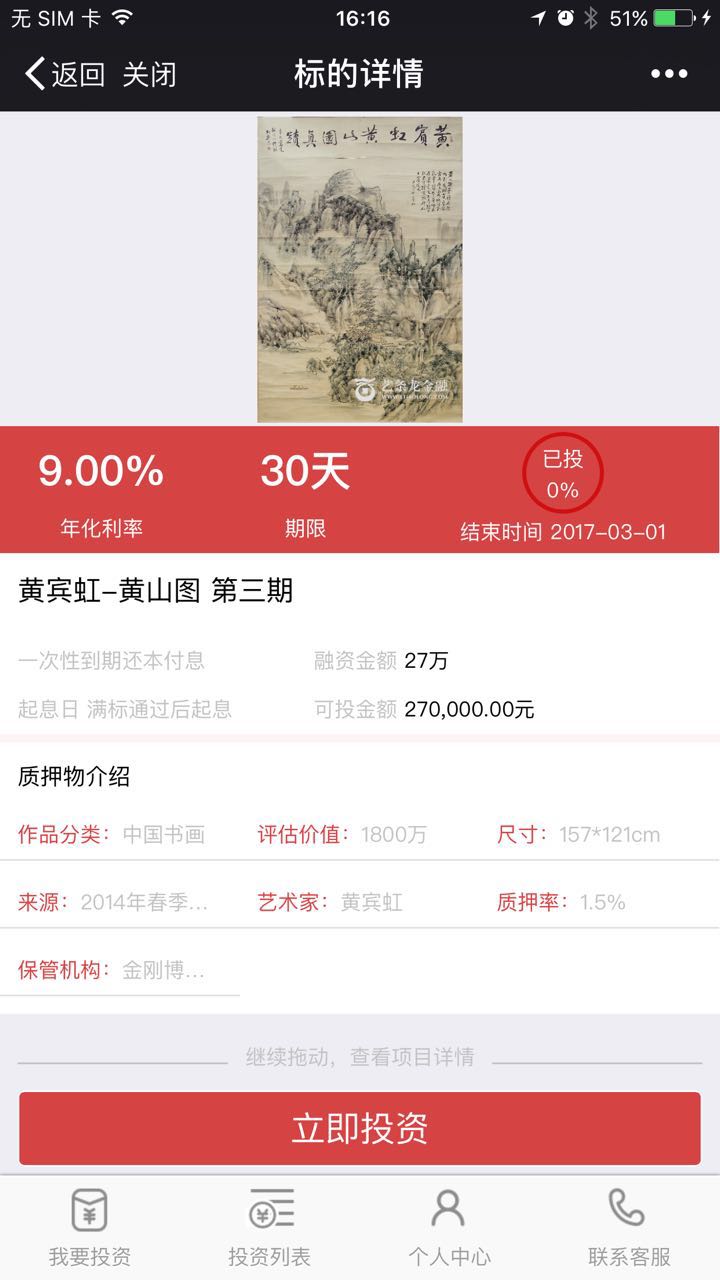 无 SIM 卡
16:16
51%
返回 关闭
标的详情
黄賓虹黄山圖真蹟
艺条龙金融
9.00%
30天
已投
0%
年化利率
期限
结束时间 2017-03-01
黄宾虹-黄山图 第三期
一次性到期还本付息
融资金额 27万
起息日 满标通过后起息
可投金额 270,000.00元
质押物介绍
作品分类: 中国书画
评估价值: 1800万
尺寸: 157*121cm
来源: 2014年春季...
艺术家: 黄宾虹
质押率: 1.5%
保管机构: 金刚博...
继续拖动, 查看项目详情
立即投资
我要投资
投资列表
个人中心
联系客服